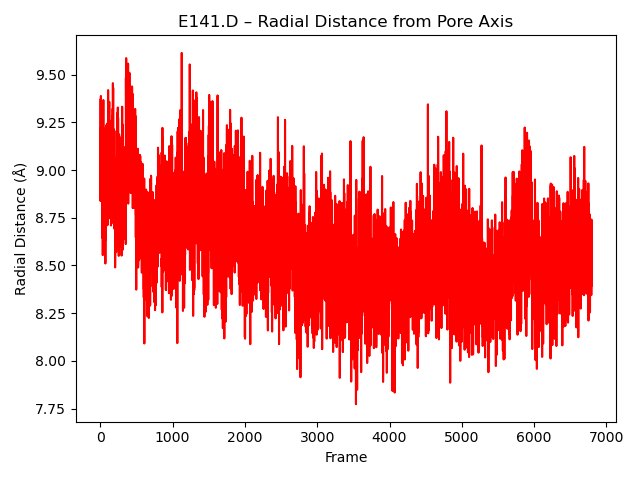 E141.D – Radial Distance from Pore Axis
Radial Distance (Å)
9.50
9.25
9.00
8.75
8.50
8.25
8.00
7.75
0 1000 2000 3000 4000 5000 6000 7000
Frame